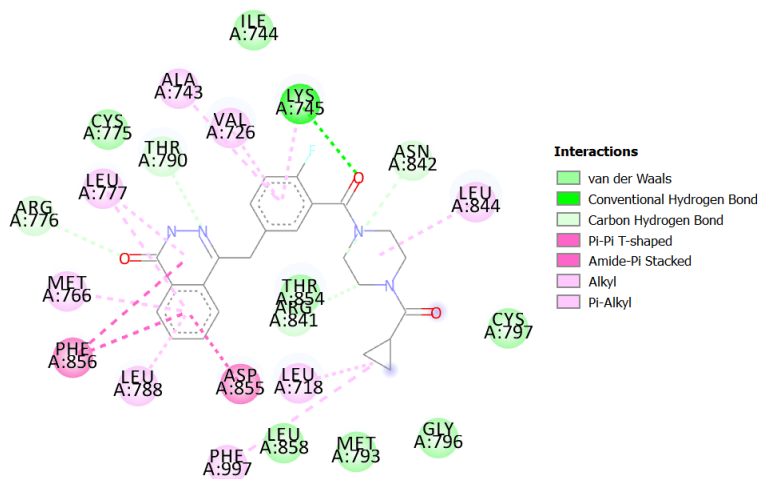 ILE
A:744
ALA
A:743
LYS
A:745
VAL
A:726
CYS
A:775
THR
A:790
ASN
A:842
F
O
LEU
A:777
LEU
A:844
ARG
A:776
N
N
N
O
MET
A:766
THR
A:854
ARG
A:841
N
O
CYS
A:797
PHE
A:856
LEU
A:788
ASP
A:855
LEU
A:718
LEU
A:858
MET
A:793
GLY
A:796
PHE
A:997
Interactions
van der Waals
Conventional Hydrogen Bond
Carbon Hydrogen Bond
Pi-Pi T-shaped
Amide-Pi Stacked
Alkyl
Pi-Alkyl